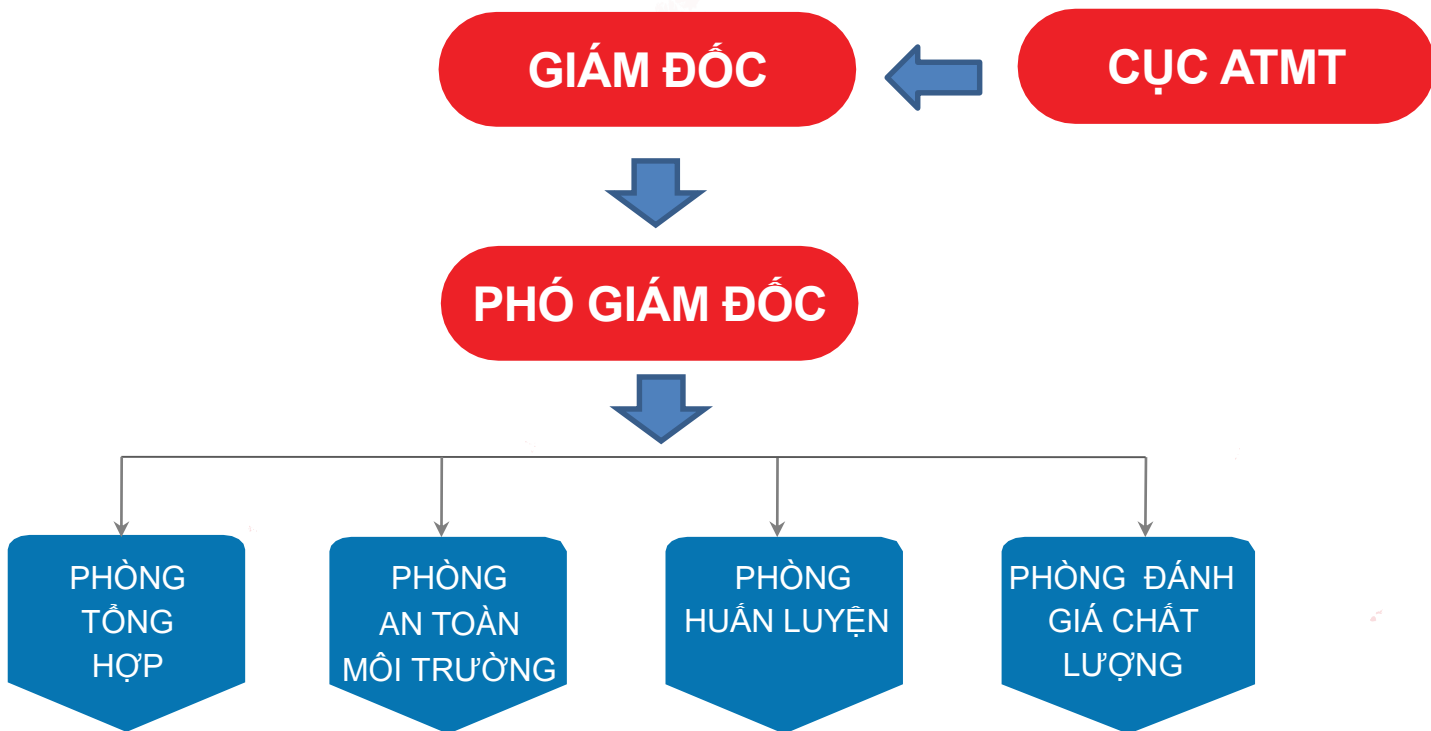 GIÁM ĐỐC
CỤC ATMT
PHÓ GIÁM ĐỐC
PHÒNG
TỔNG
HỢP
PHÒNG
AN TOÀN
MÔI TRƯỜNG
PHÒNG
HUẤN LUYỆN
PHÒNG ĐÁNH
GIÁ CHẤT
LƯỢNG